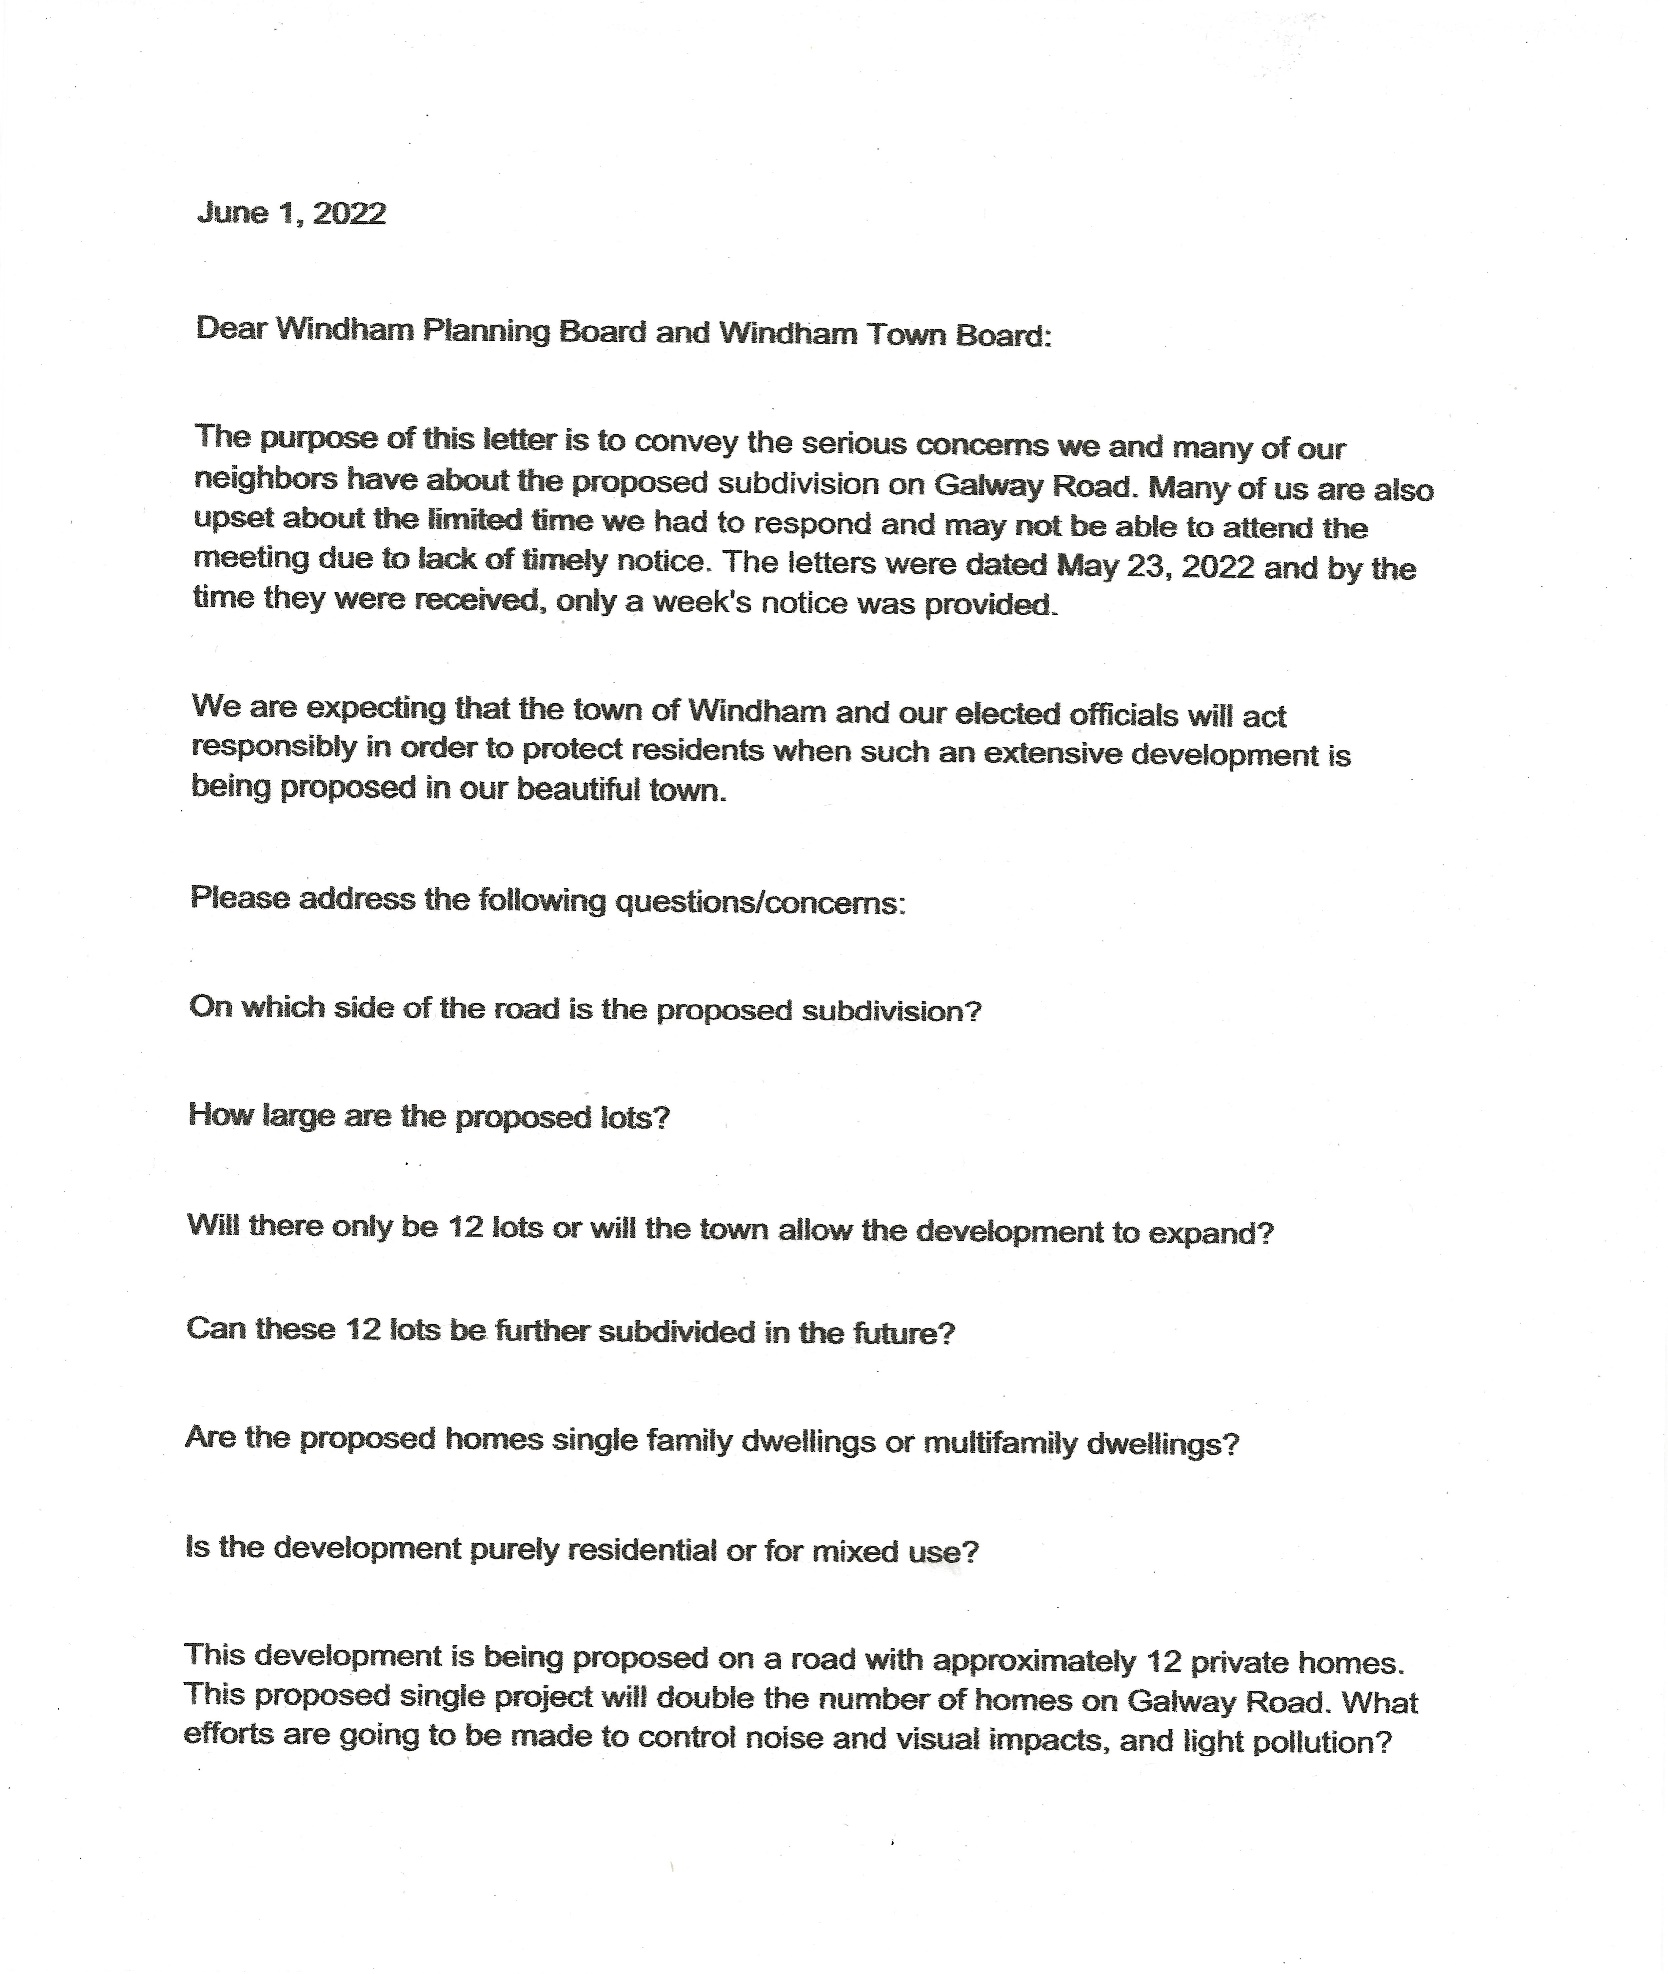 June 1, 2022
Dear Windham Planning Board and Windham Town Board:
The purpose of this letter is to convey the serious concerns we and many of our
neighbors have about the proposed subdivision on Galway Road. Many of us are also
upset about the limited time we had to respond and may not be able to attend the
meeting due to lack of timely notice. The letters were dated May 23, 2022 and by the
time they were received, only a week's notice was provided.
We are expecting that the town of Windham and our elected officials will act
responsibly in order to protect residents when such an extensive development is
being proposed in our beautiful town.
Please address the following questions/concerns:
On which side of the road is the proposed subdivision?
How large are the proposed lots?
Will there only be 12 lots or will the town allow the development to expand?
Can these 12 lots be further subdivided in the future?
Are the proposed homes single family dwellings or multifamily dwellings?
Is the development purely residential or for mixed use?
This development is being proposed on a road with approximately 12 private homes.
This proposed single project will double the number of homes on Galway Road. What
efforts are going to be made to control noise and visual impacts, and light pollution?